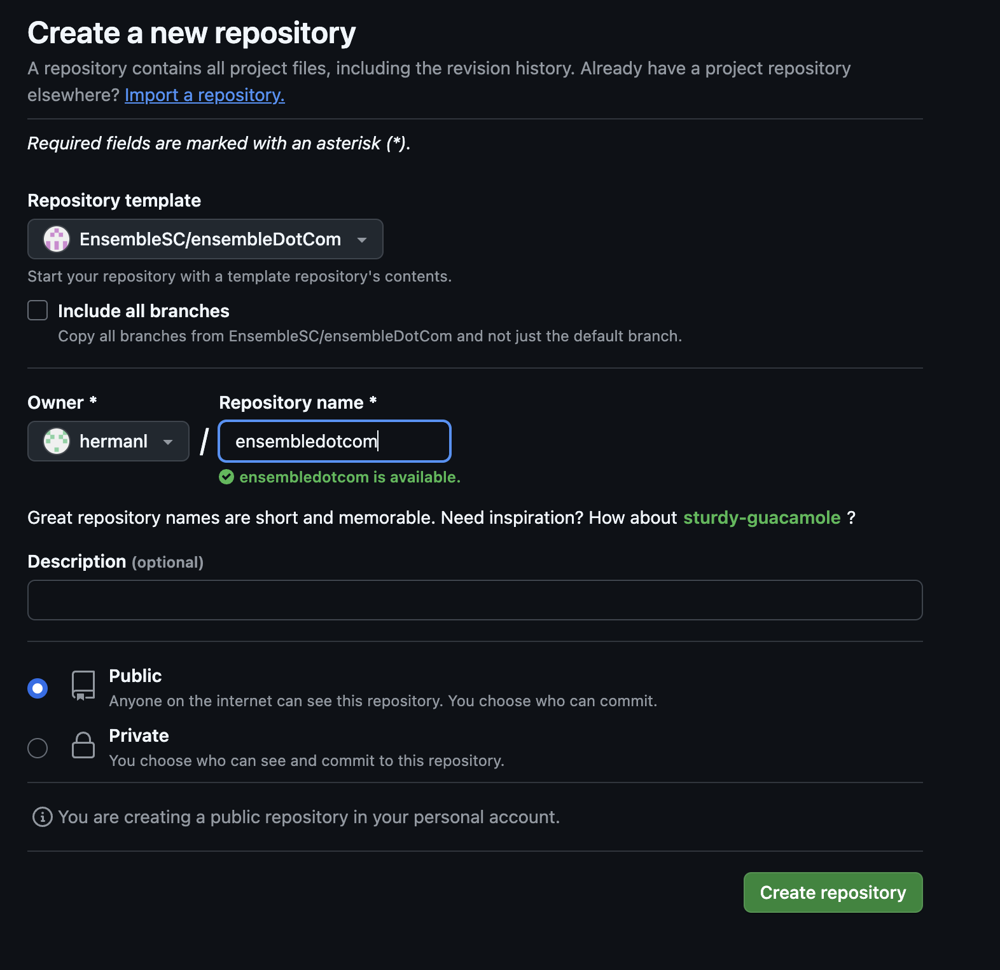 Create a new repository
A repository contains all project files, including the revision history. Already have a project repository
elsewhere? Import a repository.
Required fields are marked with an asterisk (*).
Repository template
EnsembleSC/ensembleDotCom
Start your repository with a template repository's contents.
Include all branches
Copy all branches from EnsembleSC/ensembleDotCom and not just the default branch.
Owner * Repository name *
hermanl / ensembledotcom
ensembledotcom is available.
Great repository names are short and memorable. Need inspiration? How about sturdy-guacamole ?
Description (optional)
Public
Anyone on the internet can see this repository. You choose who can commit.
Private
You choose who can see and commit to this repository.
You are creating a public repository in your personal account.
Create repository